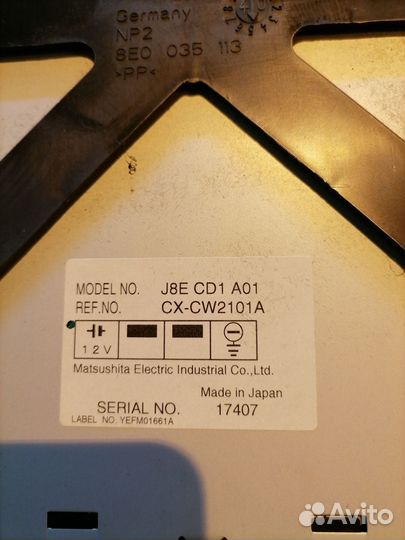 Germany
NP2
8E0 035 113
>PP<
MODEL NO. J8E CD1 A01
REF.NO. CX-CW2101A
12V
Matsushita Electric Industrial Co.,Ltd.
Made in Japan
SERIAL NO. 17407
LABEL NO. YEFM01661A
Avito